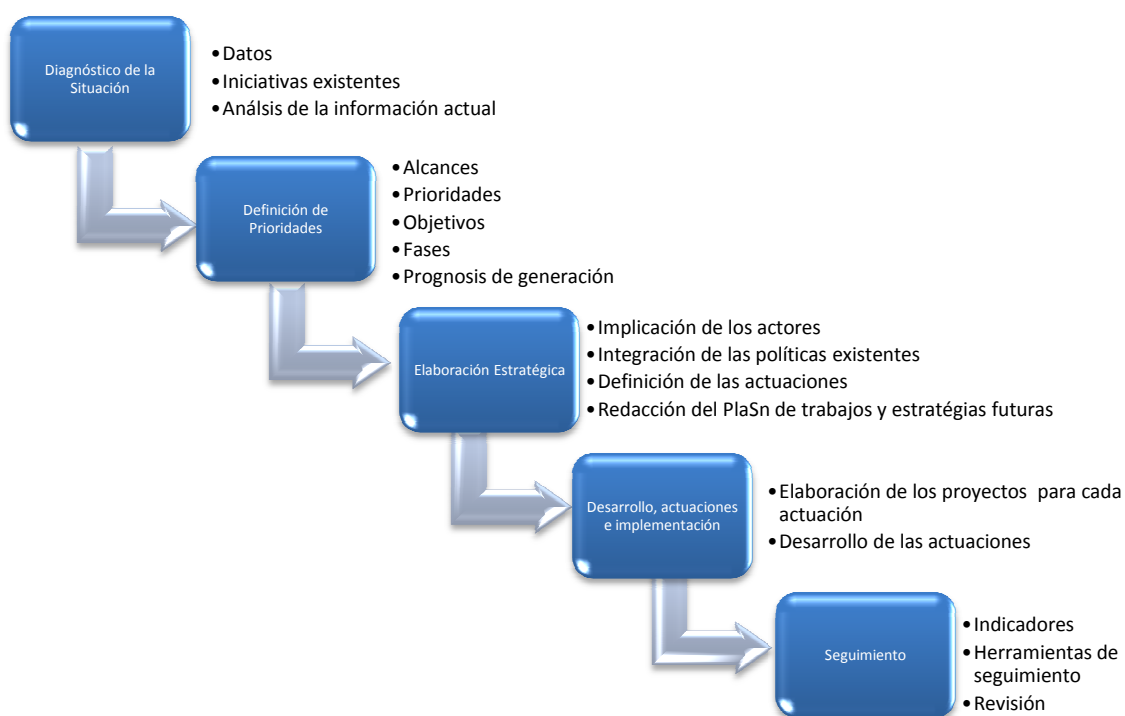 Diagnóstico de la
Situación
•Datos
•Iniciativas existentes
•Análsis de la información actual
Definición de
Prioridades
•Alcances
•Prioridades
•Objetivos
•Fases
•Prognosis de generación
Elaboración Estratégica
•Implicación de los actores
•Integración de las políticas existentes
•Definición de las actuaciones
•Redacción del PlaSn de trabajos y estratégias futuras
Desarrollo, actuaciones
e implementación
•Elaboración de los proyectos para cada
actuación
•Desarrollo de las actuaciones
Seguimiento
•Indicadores
•Herramientas de
seguimiento
•Revisión